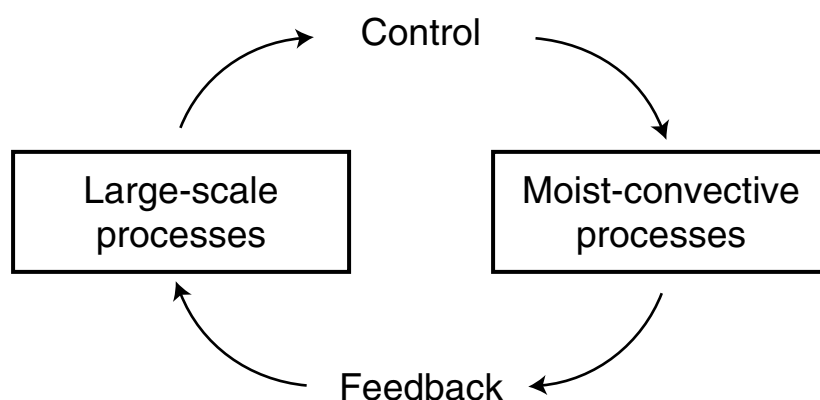 Control
Large-scale
processes
Moist-convective
processes
Feedback